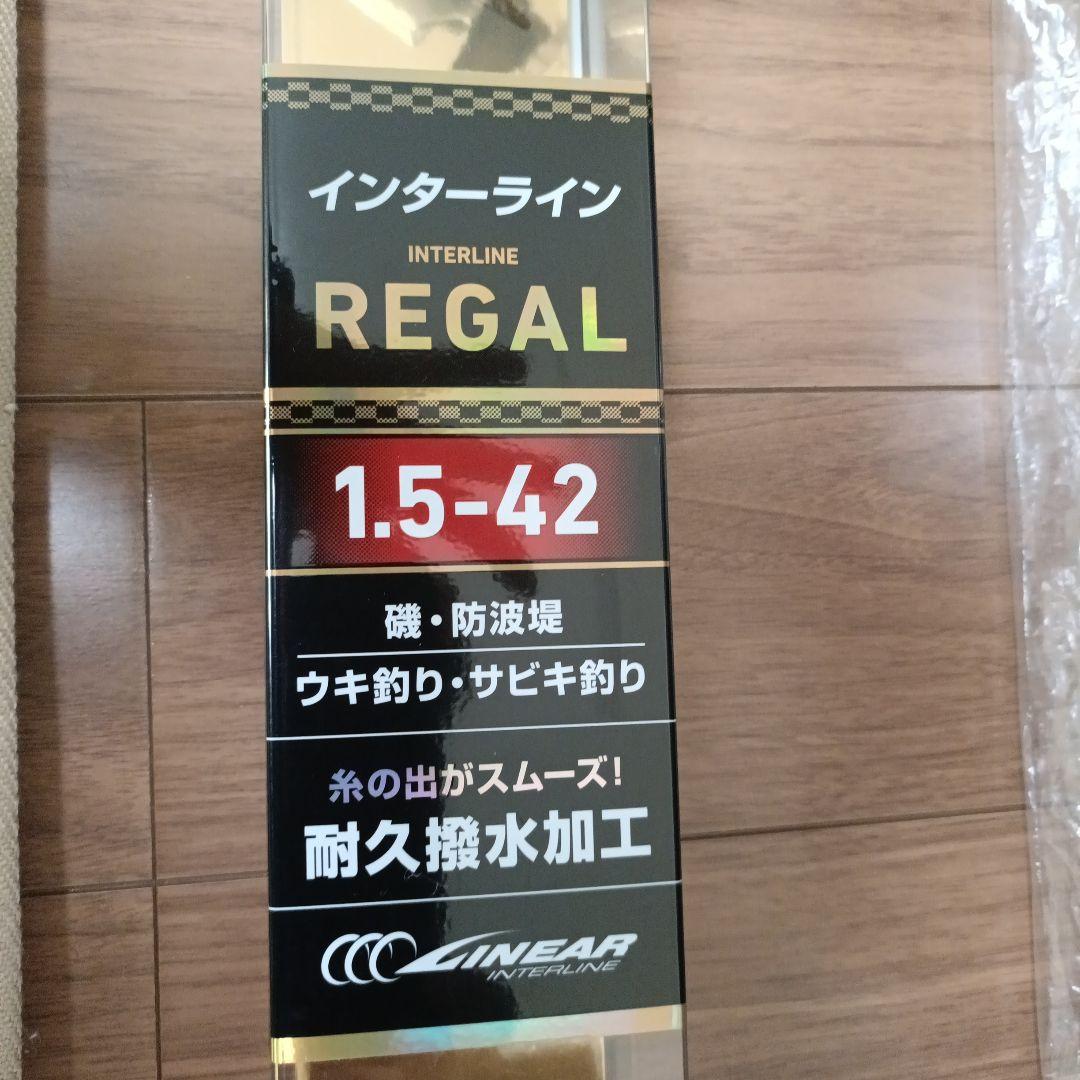 インターライン
INTERLINE
REGAL
1.5-42
磯・防波堤
ウキ釣り・サビキ釣り
糸の出がスムーズ!
耐久撥水加工
LINEAR
INTERLINE